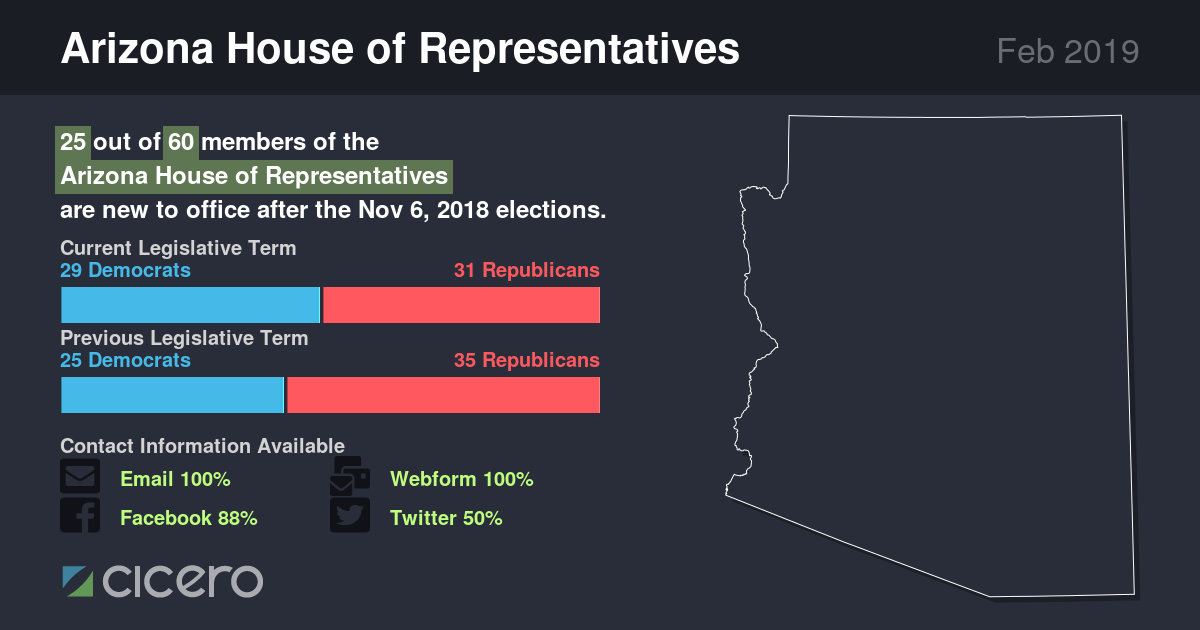 Arizona House of Representatives
Feb 2019
25 out of 60 members of the
Arizona House of Representatives
are new to office after the Nov 6, 2018 elections.
Current Legislative Term
29 Democrats
31 Republicans
Previous Legislative Term
25 Democrats
35 Republicans
Contact Information Available
Email 100%
Webform 100%
Facebook 88%
Twitter 50%
cicero